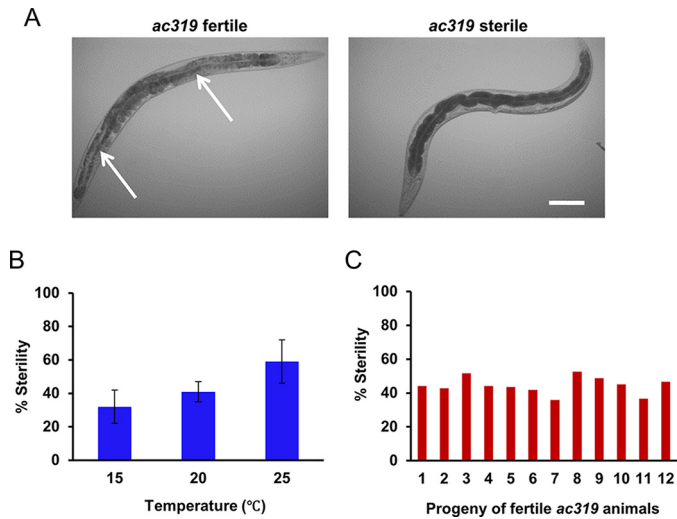 A
ac319 fertile
ac319 sterile
B
100
80
60
40
20
0
% Sterility
15 20 25
Temperature (℃)
C
100
80
60
40
20
0
% Sterility
1 2 3 4 5 6 7 8 9 10 11 12
Progeny of fertile ac319 animals